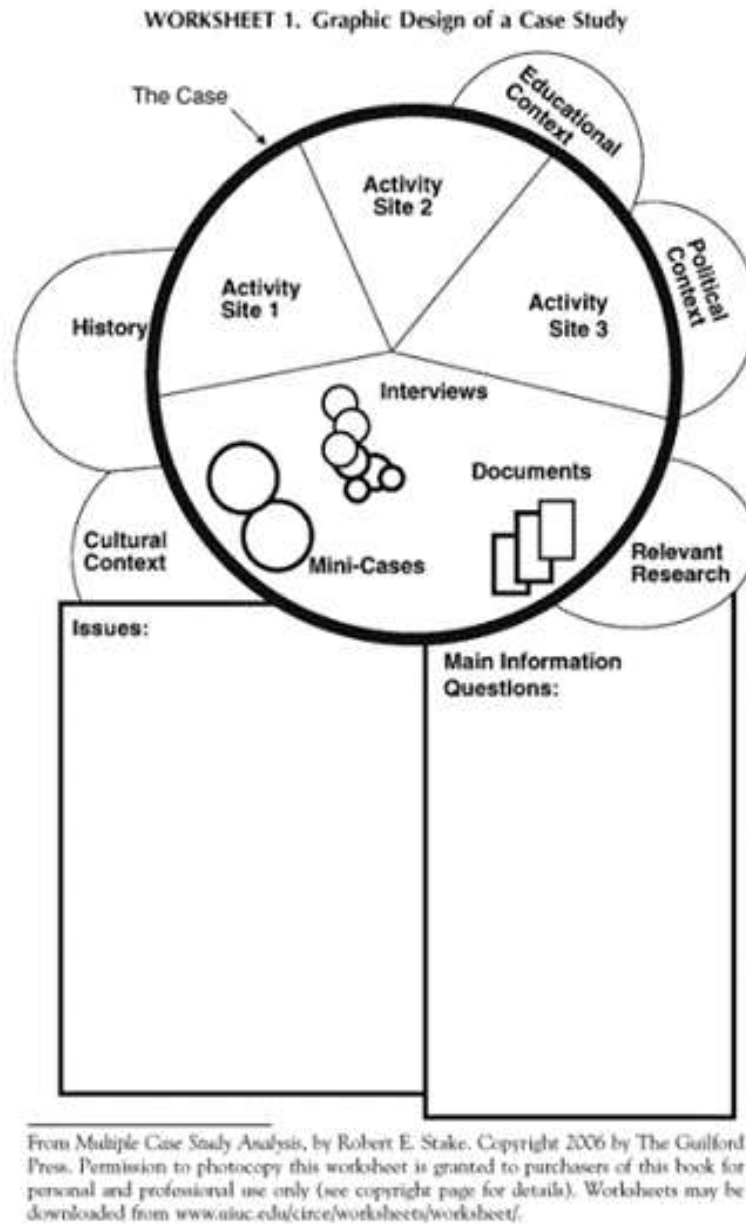 WORKSHEET 1. Graphic Design of a Case Study
The Case
Educational
Context
Activity
Site 2
Political
Context
Activity
Site 1
Activity
Site 3
History
Interviews
Documents
Cultural
Context
Mini-Cases
Relevant
Research
Issues:
Main Information
Questions:
From Multiple Case Study Analysis, by Robert E. Stake. Copyright 2006 by The Guilford
Press. Permission to photocopy this worksheet is granted to purchasers of this book for
personal and professional use only (see copyright page for details). Worksheets may be
downloaded from www.uiuc.edu/circe/worksheets/worksheet/.